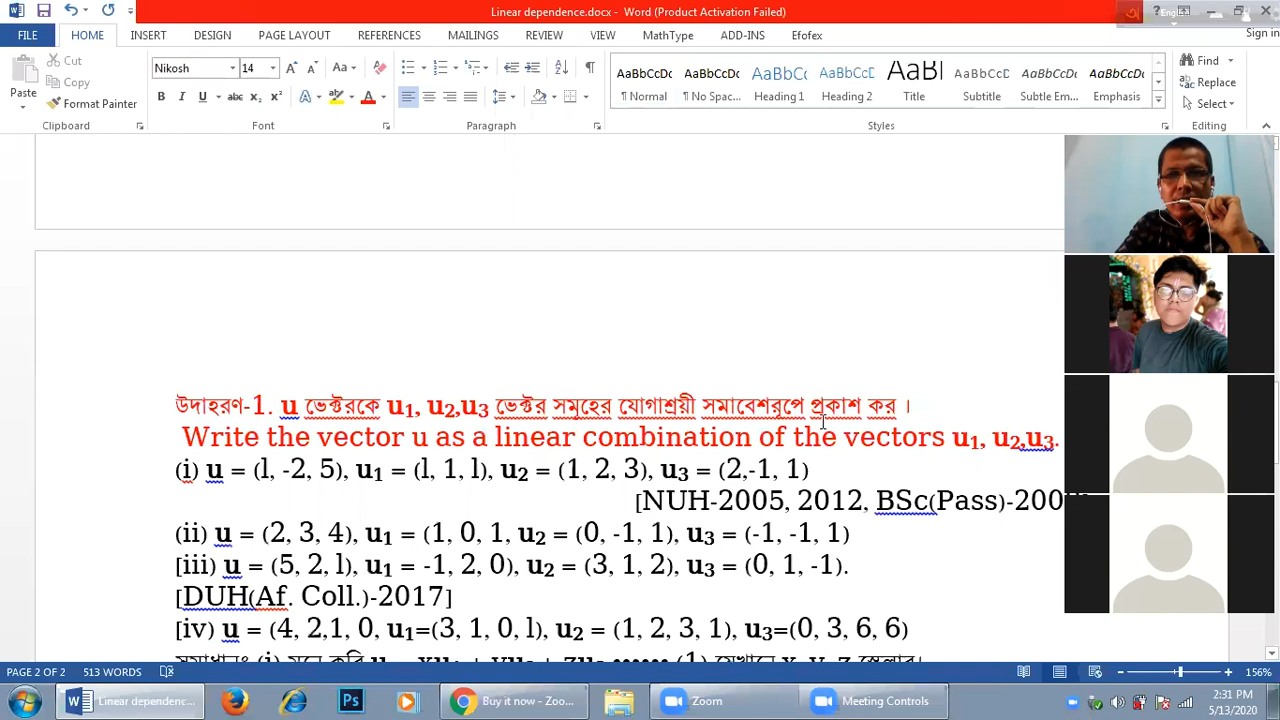 Linear dependence.docx - Word (Product Activation Failed)
English
Sign in
FILE HOME INSERT DESIGN PAGE LAYOUT REFERENCES MAILINGS REVIEW VIEW MathType ADD-INS Efofex
Paste
Cut
Copy
Format Painter
Clipboard
Nikosh 14
Font
Paragraph
AaBbCcDc AaBbCcDc AaBbCc AaBbCc AaBl AaBbCcD AaBbCcDc AaBbCcDc
¶ Normal ¶ No Spac... Heading 1 Heading 2 Title Subtitle Subtle Em... Emphasis
Styles
Find
Replace
Select
Editing
উদাহরণ-1. u ভেক্টরকে u1, u2,u3 ভেক্টর সমূহের যোগাশ্রয়ী সমাবেশরূপে প্রকাশ কর ।
Write the vector u as a linear combination of the vectors u1, u2,u3.
(i) u = (l, -2, 5), u1 = (l, 1, l), u2 = (1, 2, 3), u3 = (2,-1, 1)
[NUH-2005, 2012, BSc(Pass)-200
(ii) u = (2, 3, 4), u1 = (1, 0, 1, u2 = (0, -1, 1), u3 = (-1, -1, 1)
[iii) u = (5, 2, l), u1 = -1, 2, 0), u2 = (3, 1, 2), u3 = (0, 1, -1).
[DUH(Af. Coll.)-2017]
[iv) u = (4, 2,1, 0, u1=(3, 1, 0, l), u2 = (1, 2, 3, 1), u3=(0, 3, 6, 6)
PAGE 2 OF 2 513 WORDS 156%
Linear dependenc... Buy it now - Zoo... Zoom Meeting Controls
2:31 PM
5/13/2020